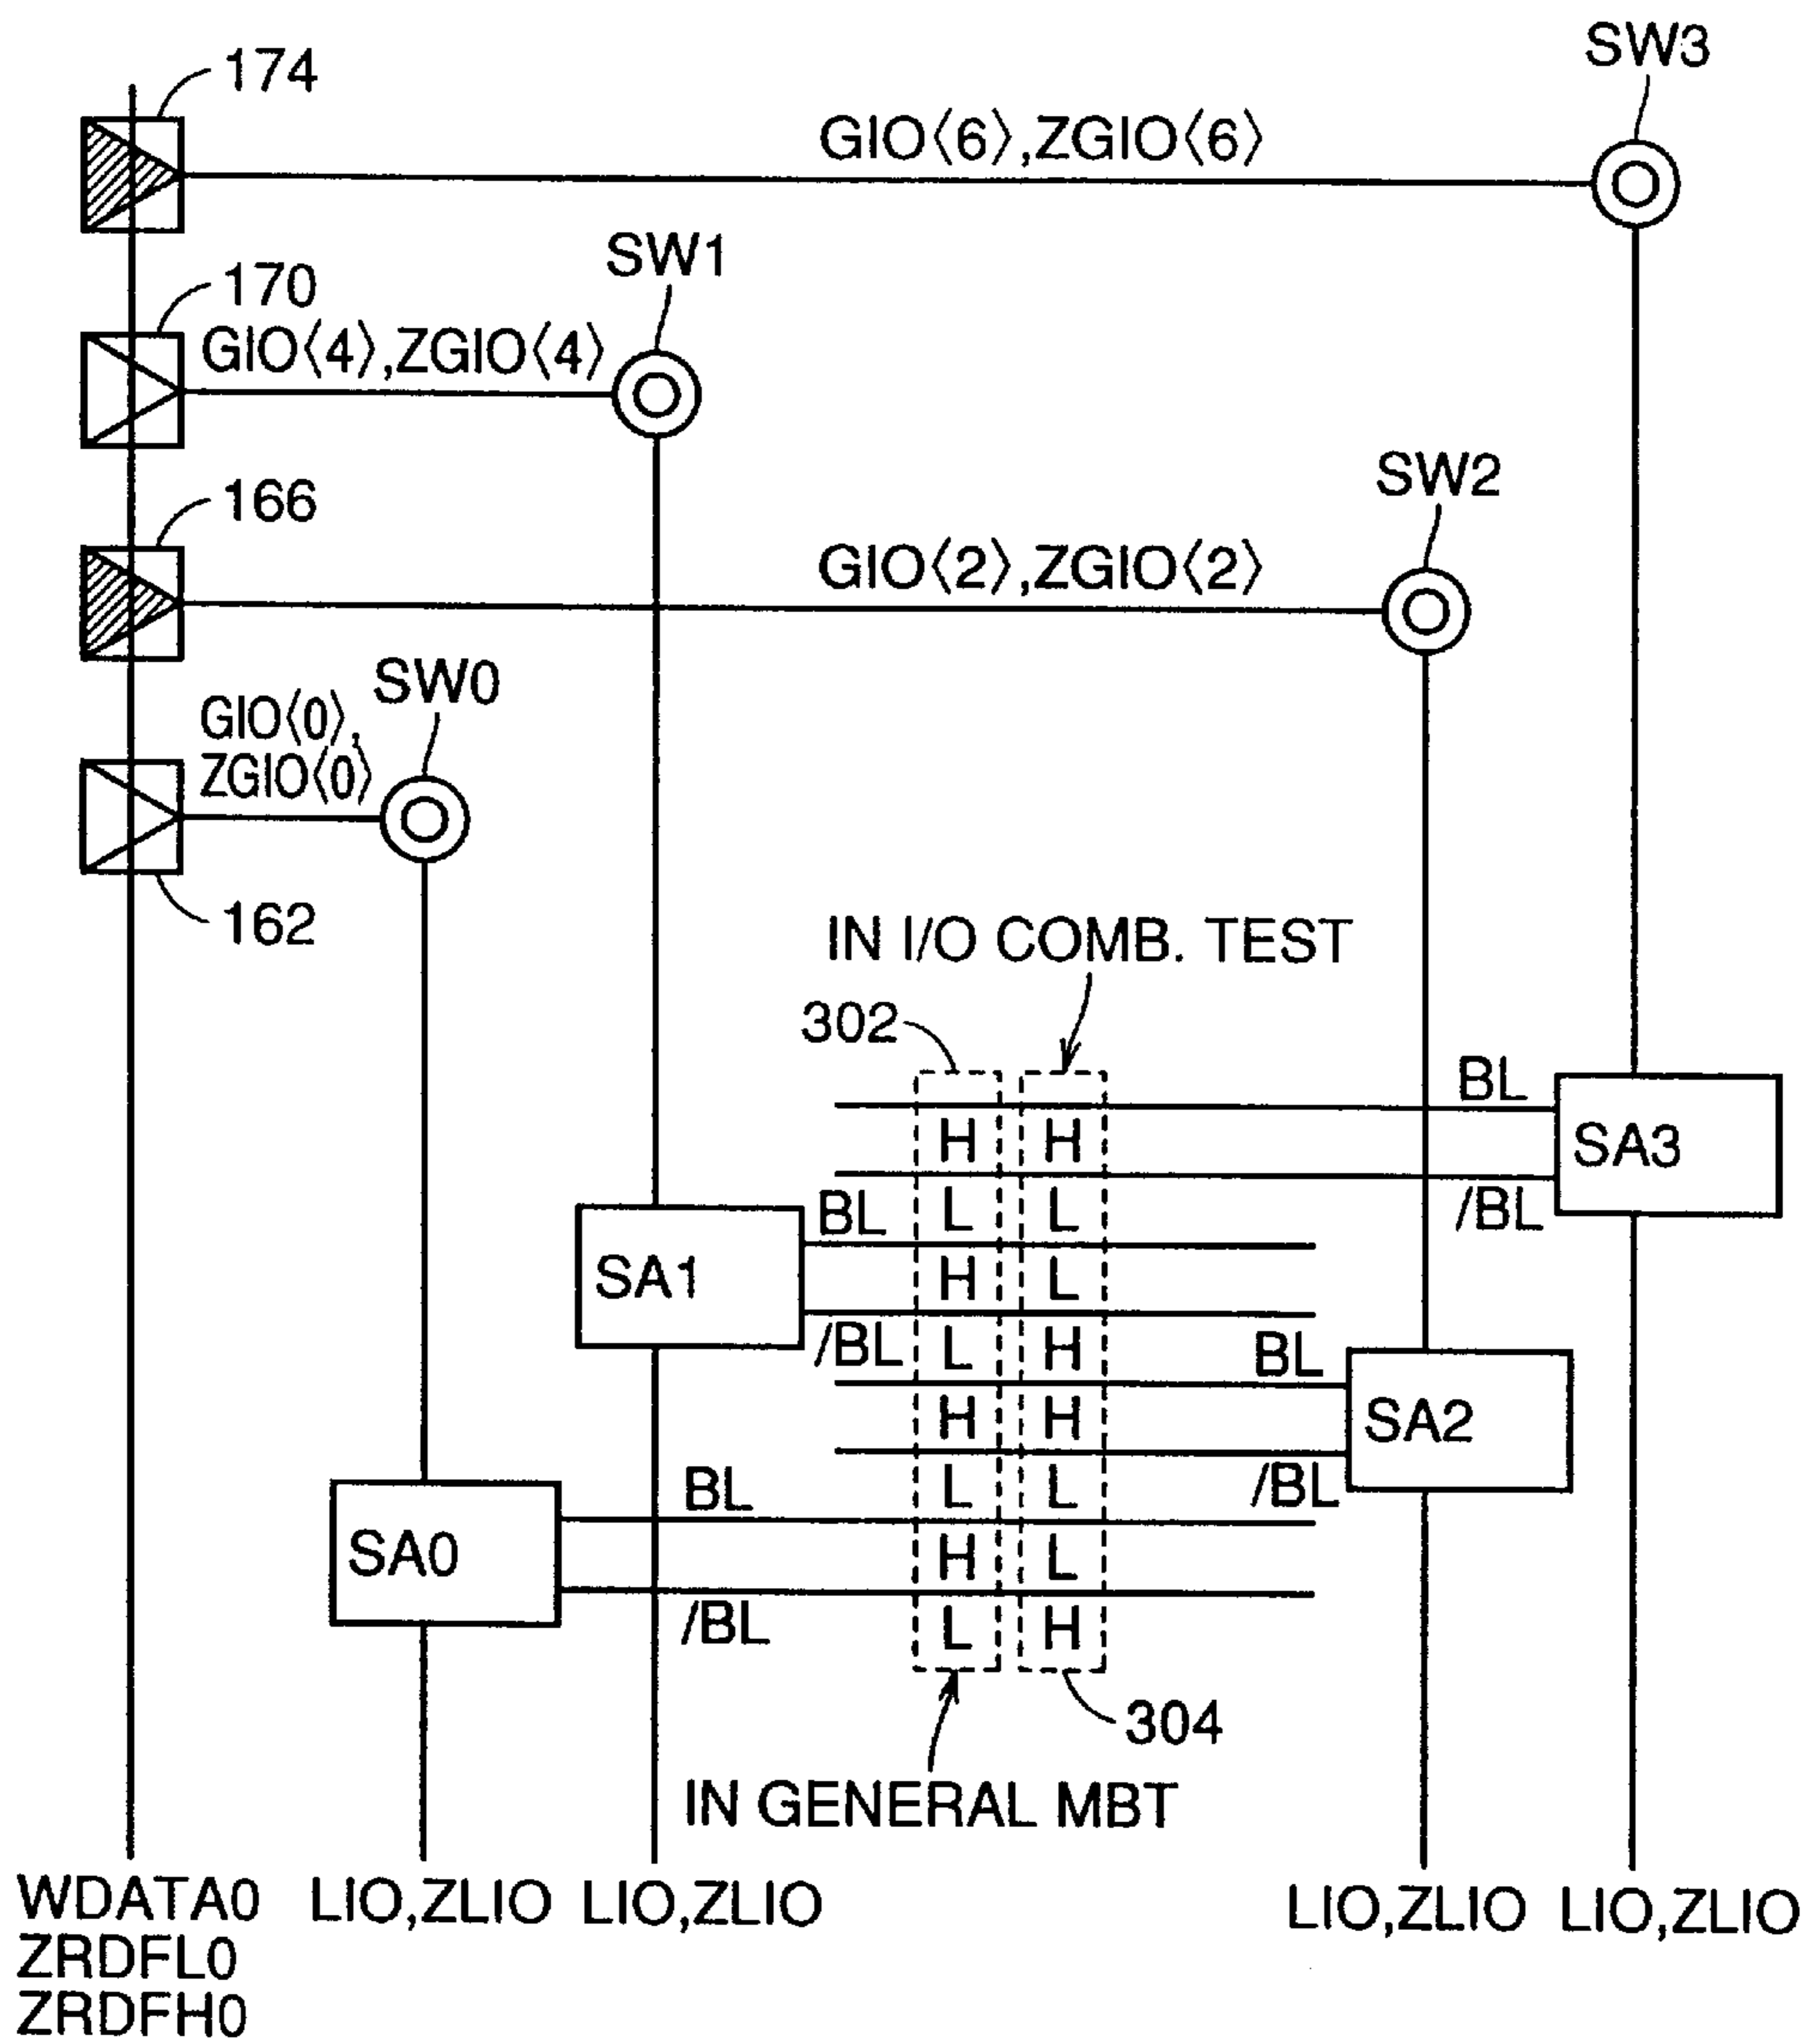 SW3
174
GIO⟨6⟩,ZGIO⟨6⟩
SW1
170
GIO⟨4⟩,ZGIO⟨4⟩
SW2
166
GIO⟨2⟩,ZGIO⟨2⟩
SW0
GIO⟨0⟩,
ZGIO⟨0⟩
162
IN I/O COMB. TEST
302
BL
H H
SA3
L L
/BL
BL
H L
SA1
/BL
L H
BL
H H
SA2
L L
/BL
BL
H L
SA0
/BL
L H
304
IN GENERAL MBT
WDATA0
ZRDFL0
ZRDFH0
LIO,ZLIO
LIO,ZLIO
LIO,ZLIO
LIO,ZLIO